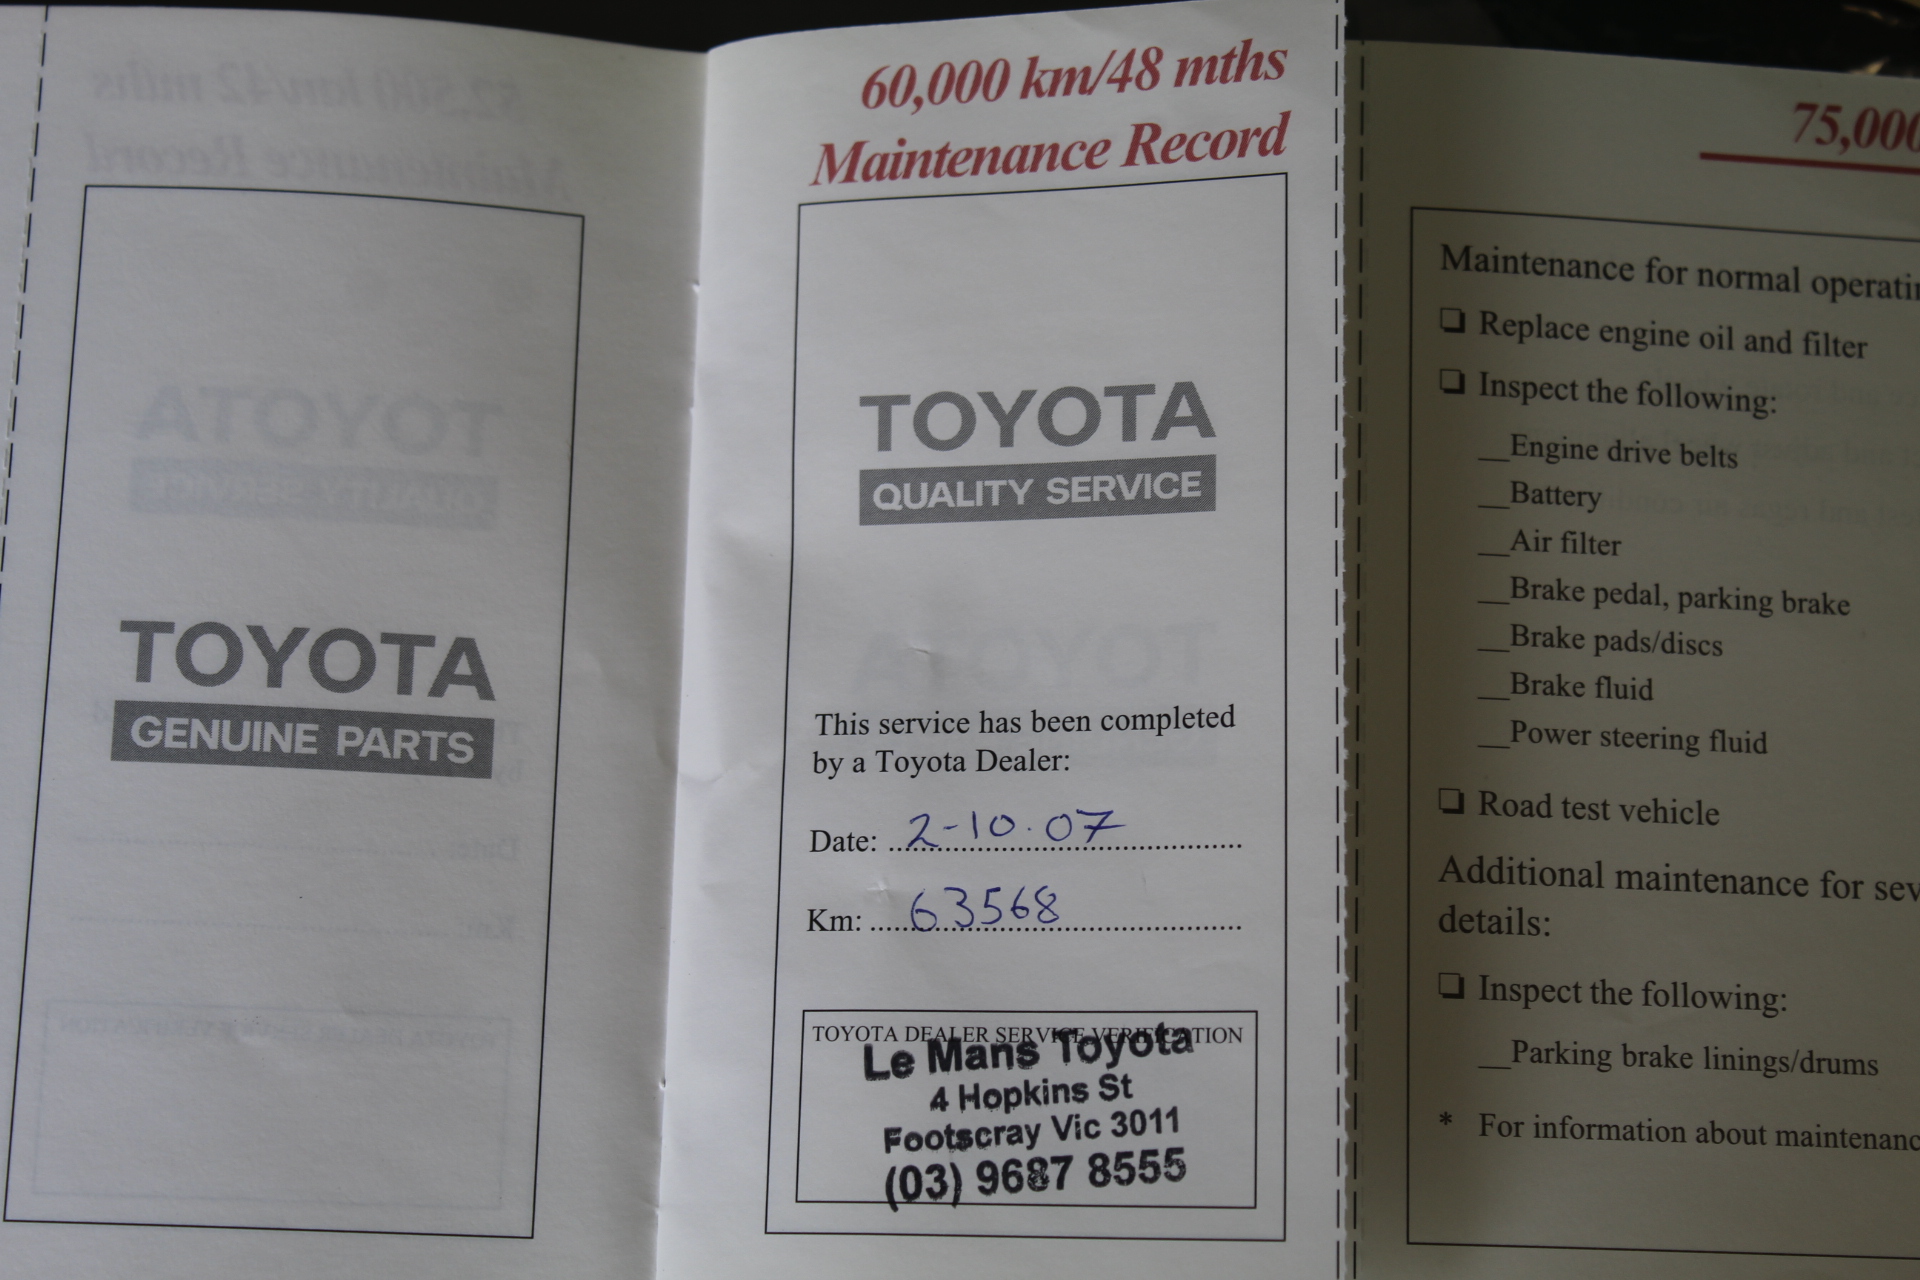 TOYOTA
GENUINE PARTS
60,000 km/48 mths
Maintenance Record
TOYOTA
QUALITY SERVICE
This service has been completed
by a Toyota Dealer:
Date: 2-10.07
Km: 63568
TOYOTA DEALER SERVICE VERIFICATION
Le Mans Toyota
4 Hopkins St
Footscray Vic 3011
(03) 9687 8555
75,000
Maintenance for normal operatin
❏ Replace engine oil and filter
❏ Inspect the following:
__Engine drive belts
__Battery
__Air filter
__Brake pedal, parking brake
__Brake pads/discs
__Brake fluid
__Power steering fluid
❏ Road test vehicle
Additional maintenance for sev
details:
❏ Inspect the following:
__Parking brake linings/drums
* For information about maintenanc